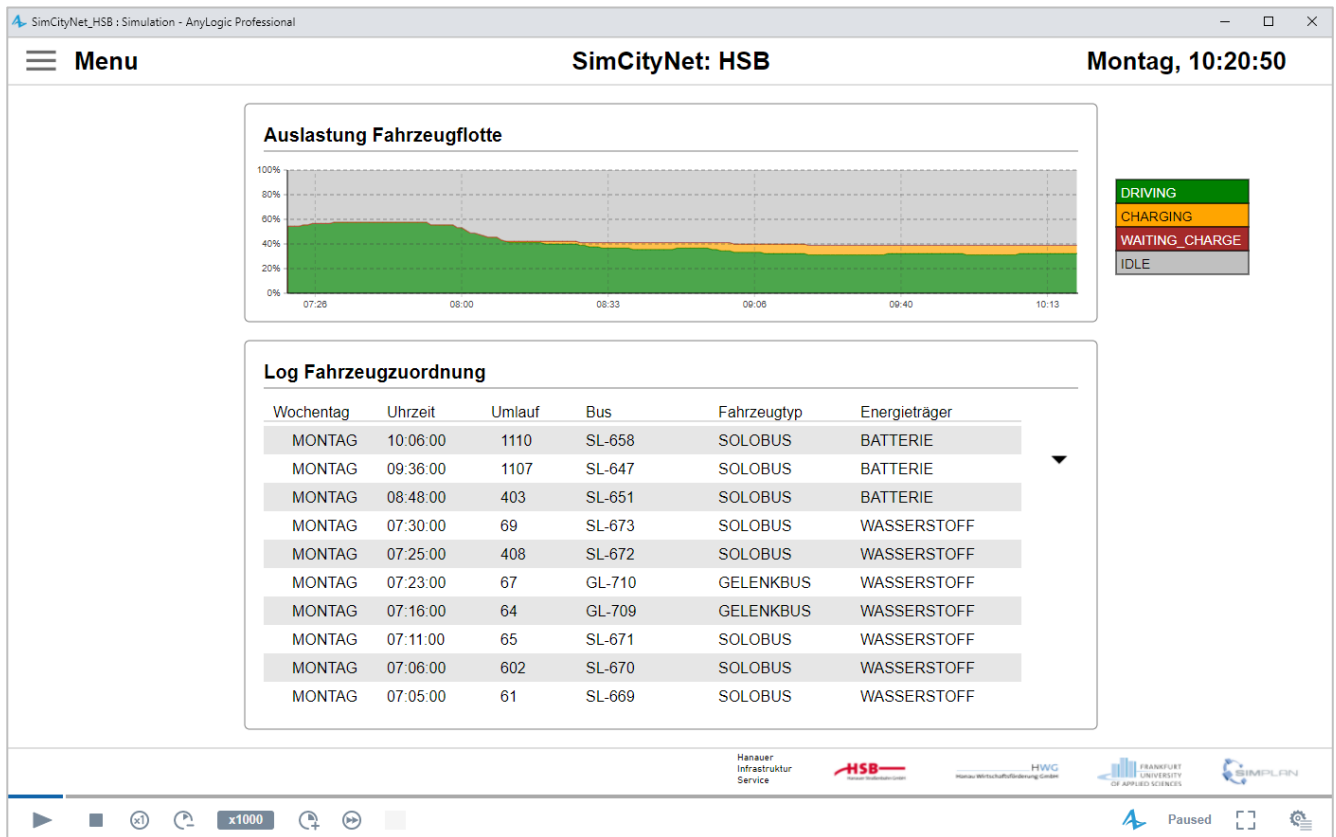 SimCityNet_HSB : Simulation - AnyLogic Professional
Menu SimCityNet: HSB Montag, 10:20:50
Auslastung Fahrzeugflotte
100%
80%
60%
40%
20%
0%
07:26 08:00 08:33 09:06 09:40 10:13
DRIVING
CHARGING
WAITING_CHARGE
IDLE
Log Fahrzeugzuordnung
Wochentag Uhrzeit Umlauf Bus Fahrzeugtyp Energieträger
MONTAG 10:06:00 1110 SL-658 SOLOBUS BATTERIE
MONTAG 09:36:00 1107 SL-647 SOLOBUS BATTERIE
MONTAG 08:48:00 403 SL-651 SOLOBUS BATTERIE
MONTAG 07:30:00 69 SL-673 SOLOBUS WASSERSTOFF
MONTAG 07:25:00 408 SL-672 SOLOBUS WASSERSTOFF
MONTAG 07:23:00 67 GL-710 GELENKBUS WASSERSTOFF
MONTAG 07:16:00 64 GL-709 GELENKBUS WASSERSTOFF
MONTAG 07:11:00 65 SL-671 SOLOBUS WASSERSTOFF
MONTAG 07:06:00 602 SL-670 SOLOBUS WASSERSTOFF
MONTAG 07:05:00 61 SL-669 SOLOBUS WASSERSTOFF
Hanauer
Infrastruktur
Service
HSB
Hanauer Straßenbahn GmbH
HWG
Hanau Wirtschaftsförderung GmbH
FRANKFURT
UNIVERSITY
OF APPLIED SCIENCES
SIMPLAN
x1 x1000 Paused